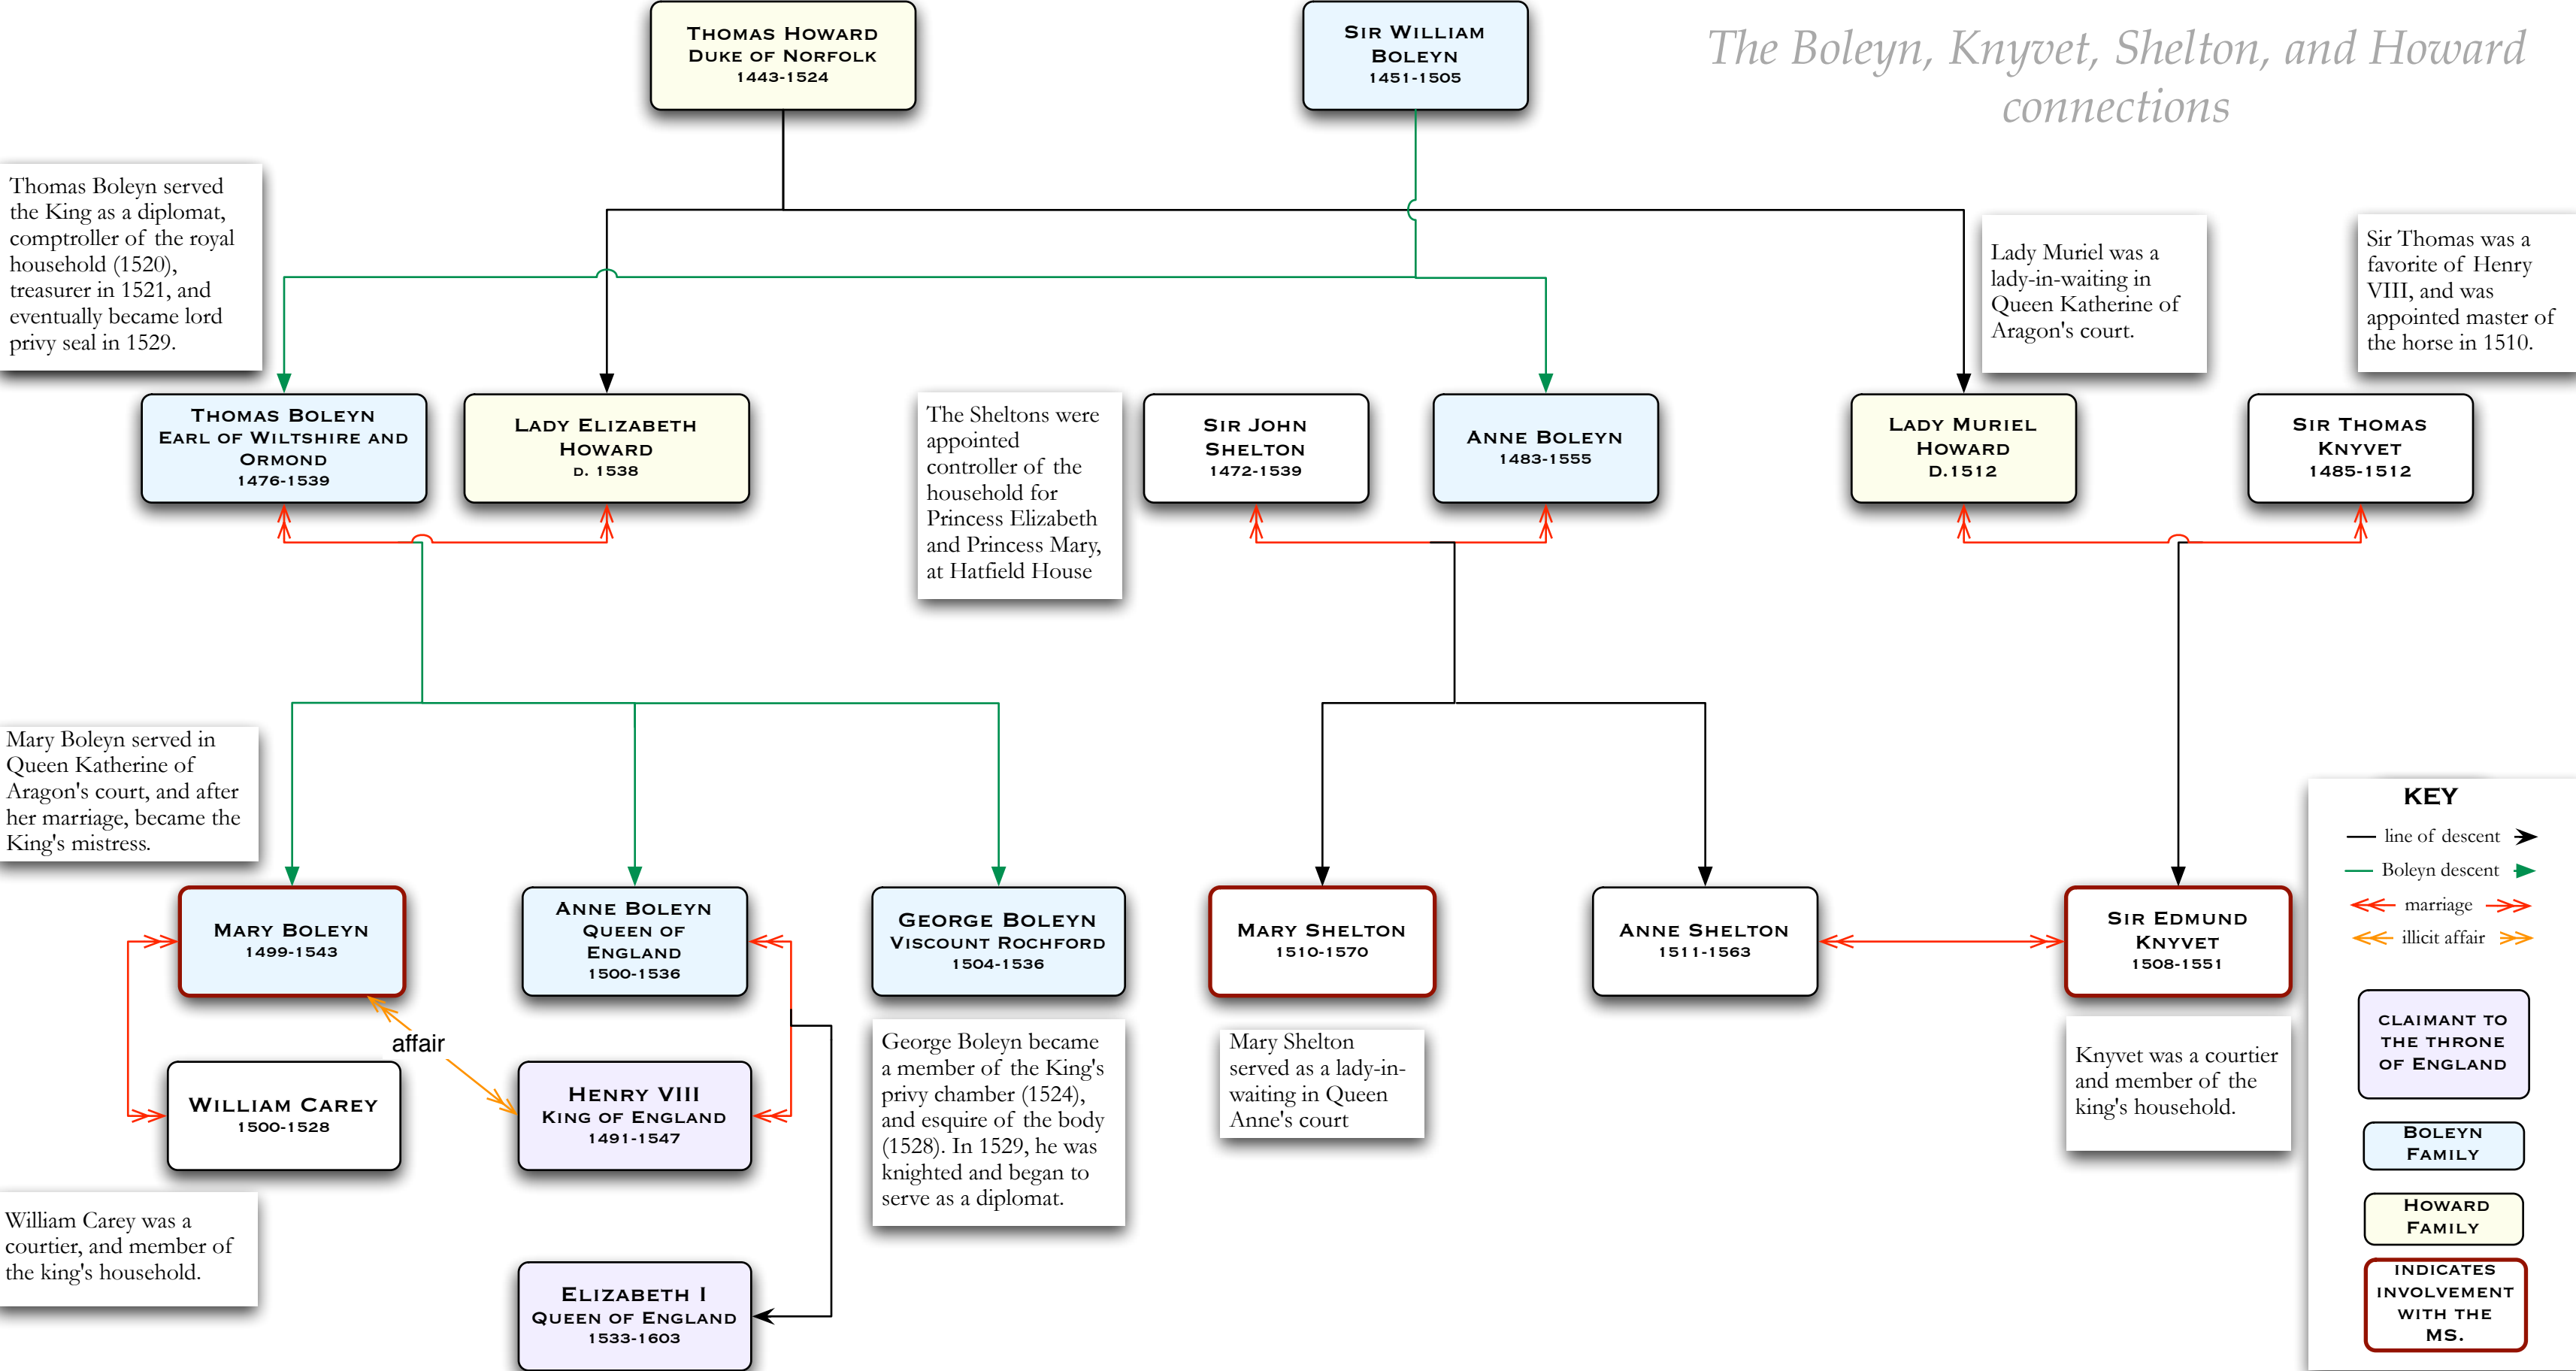 The Boleyn, Knyvet, Shelton, and Howard
connections
THOMAS HOWARD
DUKE OF NORFOLK
1443-1524
SIR WILLIAM
BOLEYN
1451-1505
Thomas Boleyn served
the King as a diplomat,
comptroller of the royal
household (1520),
treasurer in 1521, and
eventually became lord
privy seal in 1529.
Lady Muriel was a
lady-in-waiting in
Queen Katherine of
Aragon's court.
Sir Thomas was a
favorite of Henry
VIII, and was
appointed master of
the horse in 1510.
THOMAS BOLEYN
EARL OF WILTSHIRE AND
ORMOND
1476-1539
LADY ELIZABETH
HOWARD
D. 1538
The Sheltons were
appointed
controller of the
household for
Princess Elizabeth
and Princess Mary,
at Hatfield House
SIR JOHN
SHELTON
1472-1539
ANNE BOLEYN
1483-1555
LADY MURIEL
HOWARD
D.1512
SIR THOMAS
KNYVET
1485-1512
Mary Boleyn served in
Queen Katherine of
Aragon's court, and after
her marriage, became the
King's mistress.
MARY BOLEYN
1499-1543
ANNE BOLEYN
QUEEN OF
ENGLAND
1500-1536
GEORGE BOLEYN
VISCOUNT ROCHFORD
1504-1536
MARY SHELTON
1510-1570
ANNE SHELTON
1511-1563
SIR EDMUND
KNYVET
1508-1551
affair
WILLIAM CAREY
1500-1528
HENRY VIII
KING OF ENGLAND
1491-1547
George Boleyn became
a member of the King's
privy chamber (1524),
and esquire of the body
(1528). In 1529, he was
knighted and began to
serve as a diplomat.
Mary Shelton
served as a lady-in-
waiting in Queen
Anne's court
Knyvet was a courtier
and member of the
king's household.
William Carey was a
courtier, and member of
the king's household.
ELIZABETH I
QUEEN OF ENGLAND
1533-1603
KEY
line of descent
Boleyn descent
marriage
illicit affair
CLAIMANT TO
THE THRONE
OF ENGLAND
BOLEYN
FAMILY
HOWARD
FAMILY
INDICATES
INVOLVEMENT
WITH THE
MS.